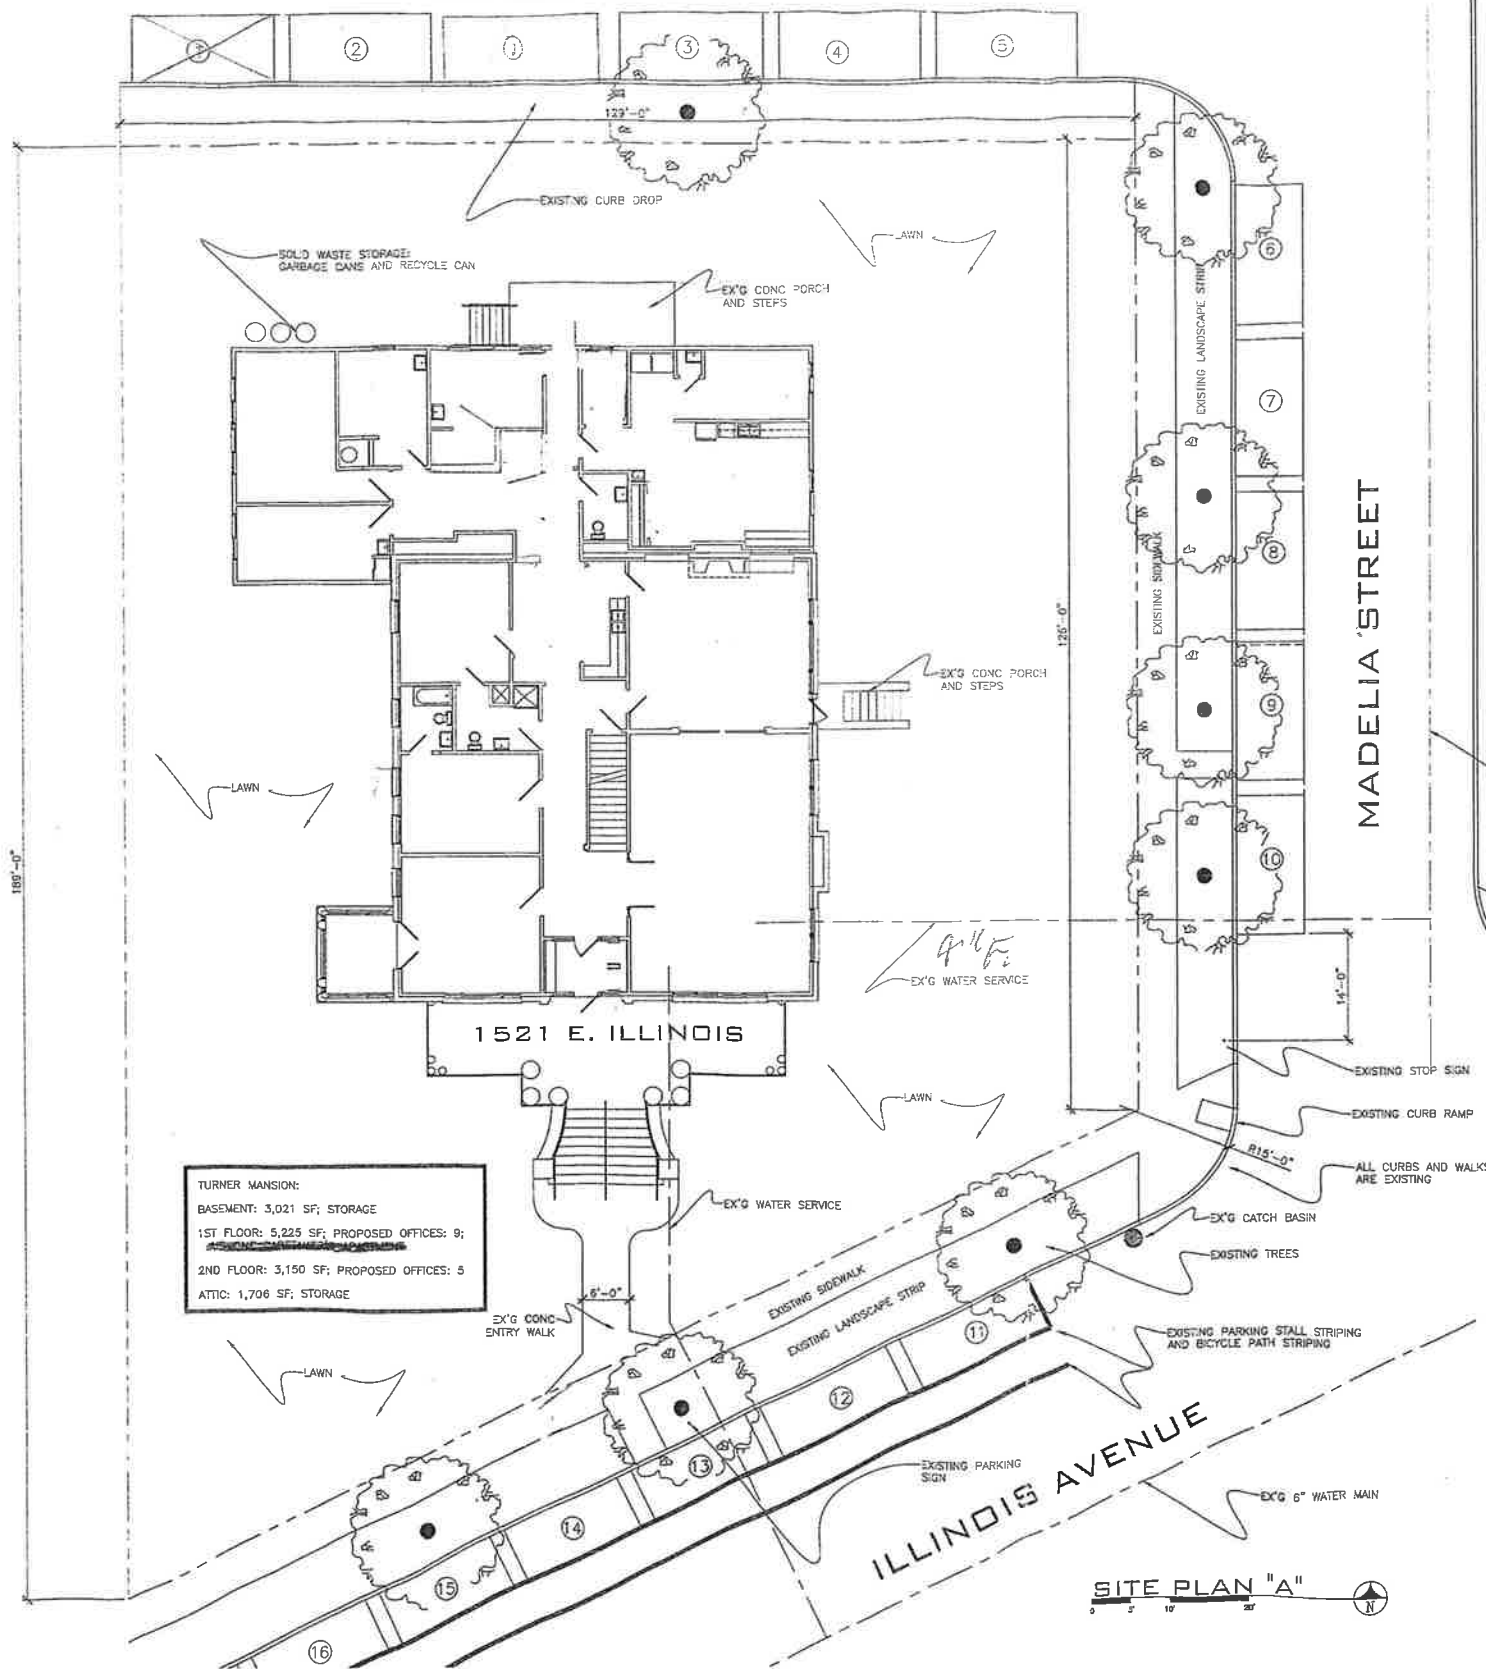 1
2
1
3
4
5
129'-0"
EXISTING CURB DROP
LAWN
SOLID WASTE STORAGE:
GARBAGE CANS AND RECYCLE CAN
EX'G CONC PORCH
AND STEPS
6
EXISTING LANDSCAPE STRIP
7
8
EXISTING SIDEWALK
MADELIA STREET
126'-0"
EX'G CONC PORCH
AND STEPS
9
LAWN
10
189'-0"
EX'G WATER SERVICE
14'-0"
1521 E. ILLINOIS
EXISTING STOP SIGN
LAWN
EXISTING CURB RAMP
R15'-0"
ALL CURBS AND WALKS
ARE EXISTING
TURNER MANSION:
BASEMENT: 3,021 SF; STORAGE
1ST FLOOR: 5,225 SF; PROPOSED OFFICES: 9;
2ND FLOOR: 3,150 SF; PROPOSED OFFICES: 5
ATTIC: 1,706 SF; STORAGE
EX'G WATER SERVICE
EX'G CATCH BASIN
EXISTING TREES
EXISTING SIDEWALK
EXISTING LANDSCAPE STRIP
6'-0"
EX'G CONC
ENTRY WALK
11
EXISTING PARKING STALL STRIPING
AND BICYCLE PATH STRIPING
LAWN
12
13
EXISTING PARKING
SIGN
ILLINOIS AVENUE
EX'G 6" WATER MAIN
14
15
16
SITE PLAN "A"
0 5' 10' 20'
N